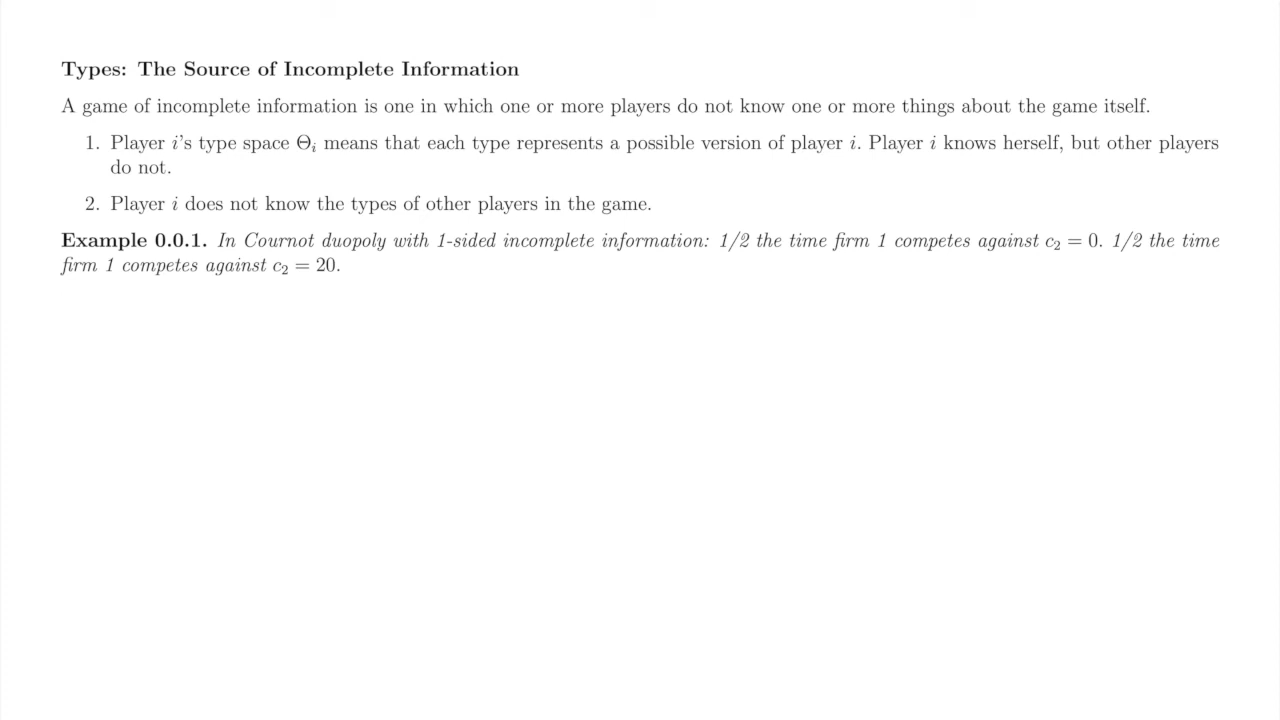 Types: The Source of Incomplete Information
A game of incomplete information is one in which one or more players do not know one or more things about the game itself.
1. Player i's type space Θᵢ means that each type represents a possible version of player i. Player i knows herself, but other players
do not.
2. Player i does not know the types of other players in the game.
Example 0.0.1. In Cournot duopoly with 1-sided incomplete information: 1/2 the time firm 1 competes against c₂ = 0. 1/2 the time
firm 1 competes against c₂ = 20.